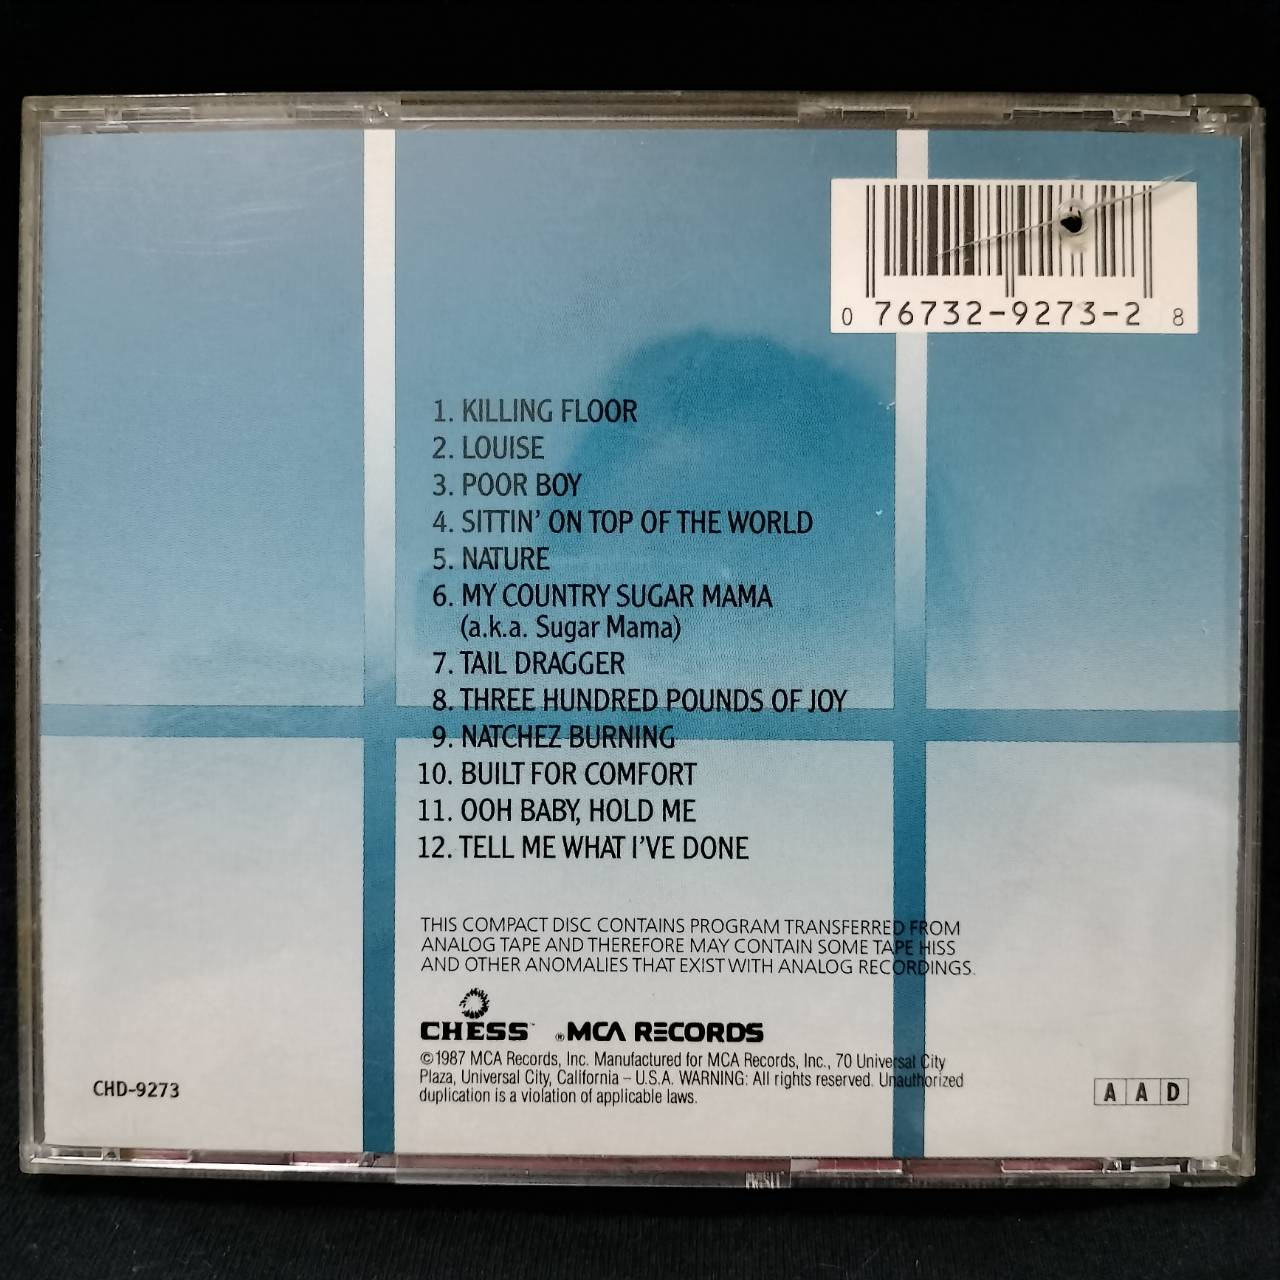 0 76732-9273-2 8
1. KILLING FLOOR
2. LOUISE
3. POOR BOY
4. SITTIN' ON TOP OF THE WORLD
5. NATURE
6. MY COUNTRY SUGAR MAMA
(a.k.a. Sugar Mama)
7. TAIL DRAGGER
8. THREE HUNDRED POUNDS OF JOY
9. NATCHEZ BURNING
10. BUILT FOR COMFORT
11. OOH BABY, HOLD ME
12. TELL ME WHAT I'VE DONE
THIS COMPACT DISC CONTAINS PROGRAM TRANSFERRED FROM
ANALOG TAPE AND THEREFORE MAY CONTAIN SOME TAPE HISS
AND OTHER ANOMALIES THAT EXIST WITH ANALOG RECORDINGS.
CHESS™ ®MCA RECORDS
©1987 MCA Records, Inc. Manufactured for MCA Records, Inc., 70 Universal City
Plaza, Universal City, California – U.S.A. WARNING: All rights reserved. Unauthorized
duplication is a violation of applicable laws.
CHD-9273
A A D